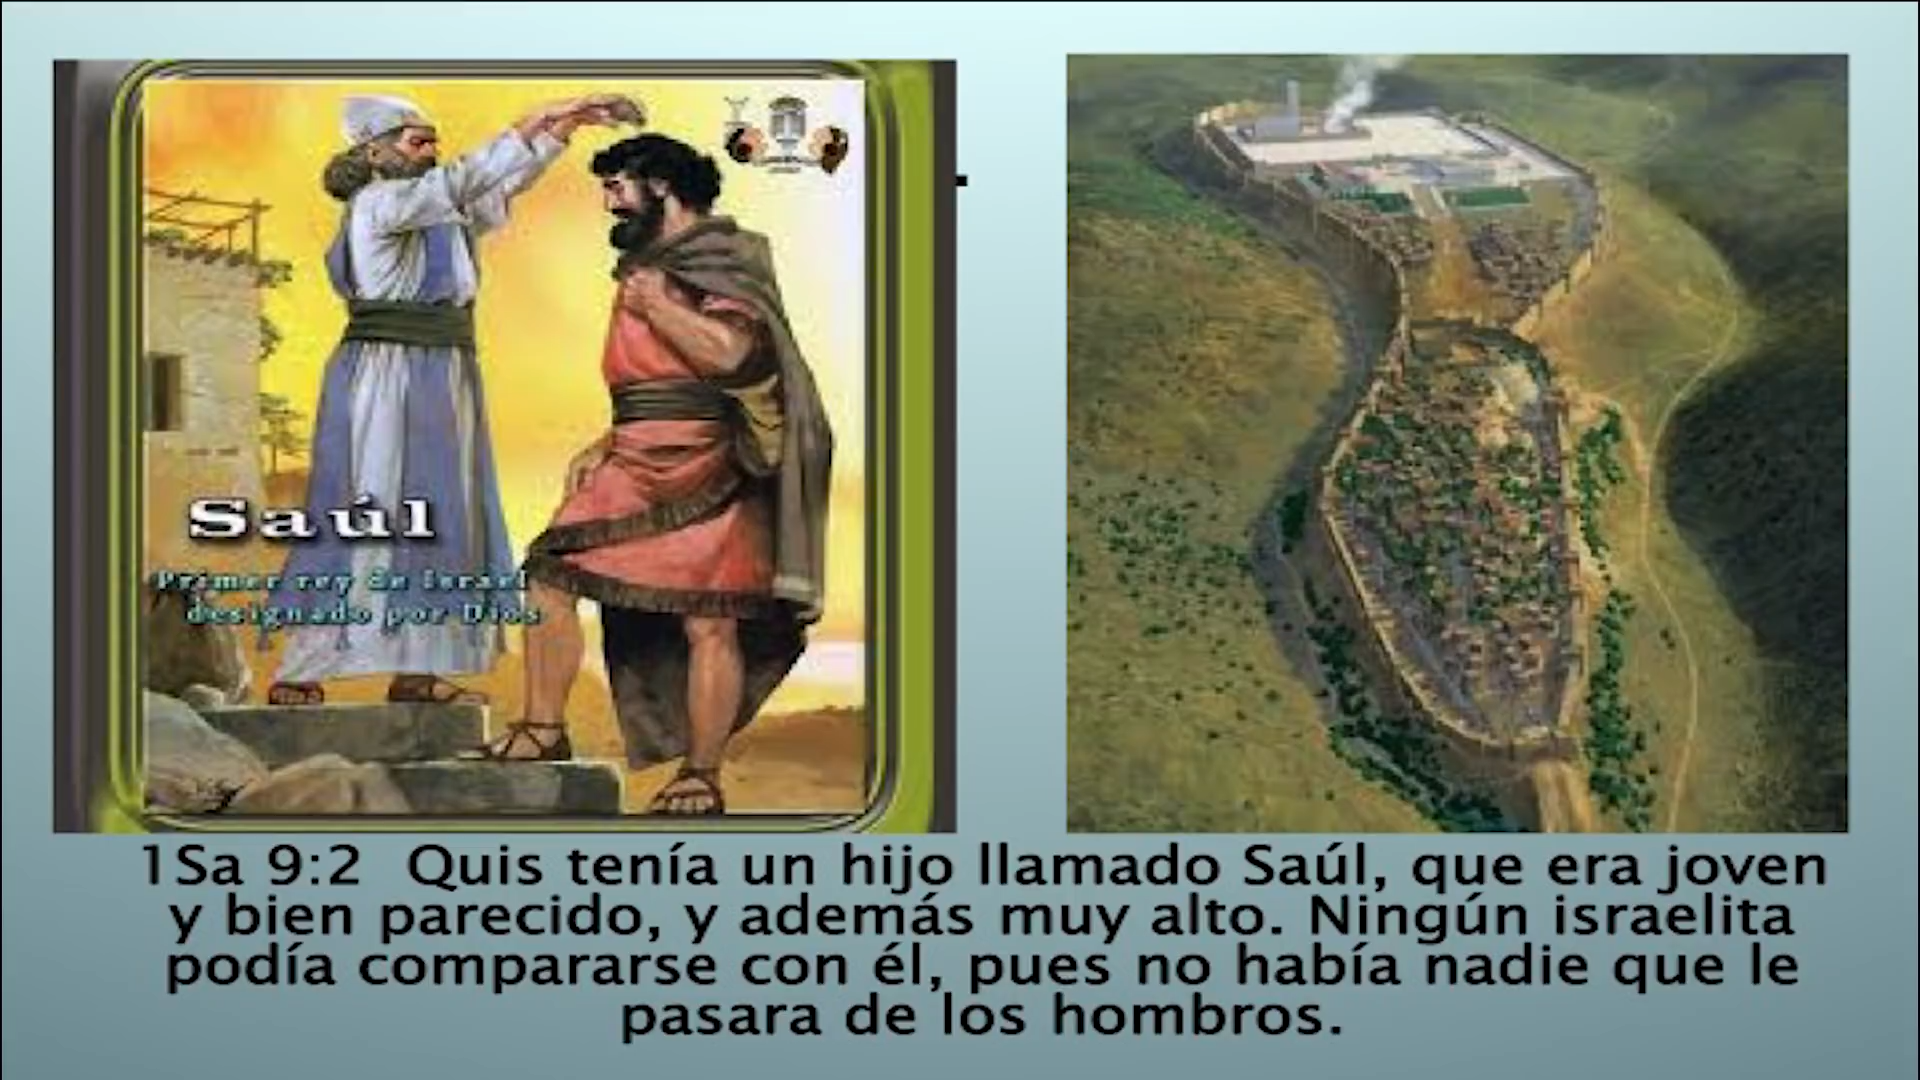 Saúl
Primer rey de Israel
designado por Dios
1Sa 9:2 Quis tenía un hijo llamado Saúl, que era joven
y bien parecido, y además muy alto. Ningún israelita
podía compararse con él, pues no había nadie que le
pasara de los hombros.